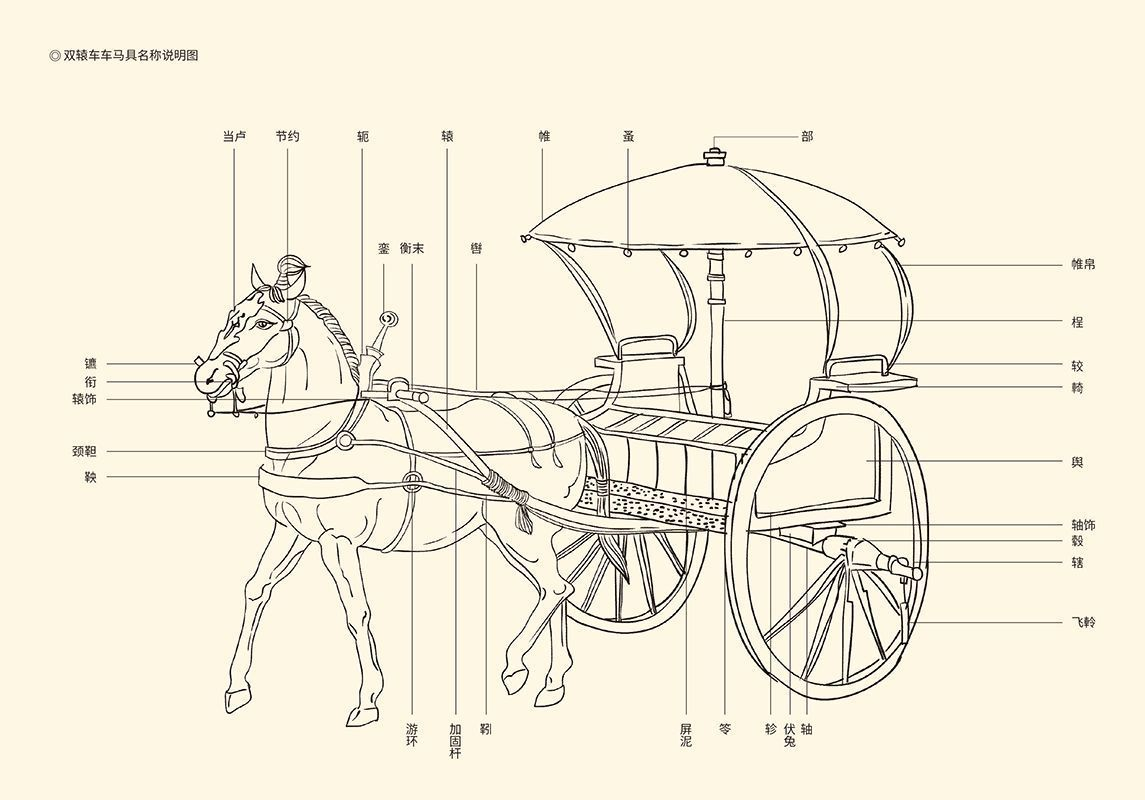 ◎ 双辕车车马具名称说明图
当卢
节约
轭
辕
帷
蚤
部
銮
衡末
辔
帷帛
桯
镳
较
衔
輢
辕饰
颈靼
舆
鞅
轴饰
毂
辖
飞軨
游环
加固杆
靷
屏泥
笭
轸
伏兔
轴